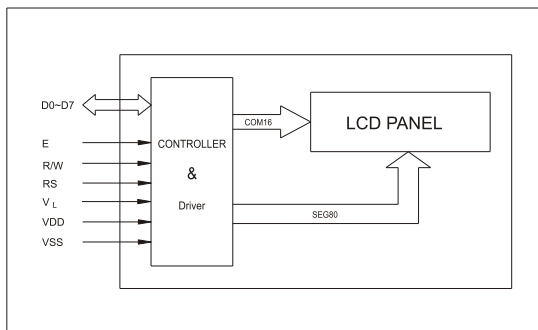 D0~D7
E
R/W
RS
V L
VDD
VSS
CONTROLLER
&
Driver
COM16
SEG80
LCD PANEL